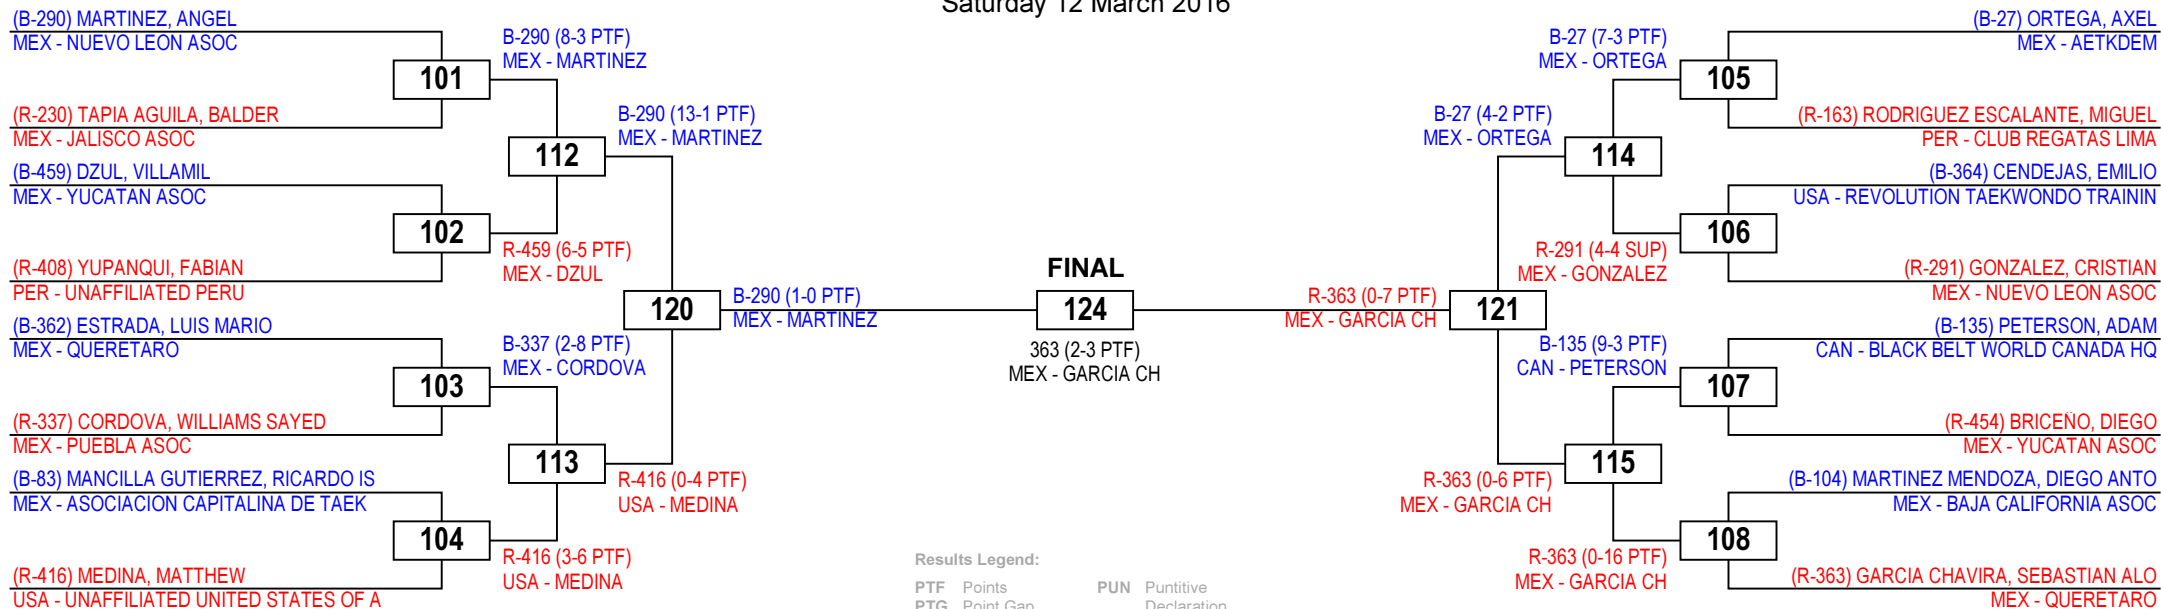 Saturday 12 March 2016
(B-290) MARTINEZ, ANGEL
MEX - NUEVO LEON ASOC
B-290 (8-3 PTF)
MEX - MARTINEZ
101
(R-230) TAPIA AGUILA, BALDER
MEX - JALISCO ASOC
B-290 (13-1 PTF)
MEX - MARTINEZ
112
(B-459) DZUL, VILLAMIL
MEX - YUCATAN ASOC
102
R-459 (6-5 PTF)
MEX - DZUL
(R-408) YUPANQUI, FABIAN
PER - UNAFFILIATED PERU
120
B-290 (1-0 PTF)
MEX - MARTINEZ
(B-362) ESTRADA, LUIS MARIO
MEX - QUERETARO
B-337 (2-8 PTF)
MEX - CORDOVA
103
(R-337) CORDOVA, WILLIAMS SAYED
MEX - PUEBLA ASOC
113
R-416 (0-4 PTF)
USA - MEDINA
(B-83) MANCILLA GUTIERREZ, RICARDO IS
MEX - ASOCIACION CAPITALINA DE TAEK
104
R-416 (3-6 PTF)
USA - MEDINA
(R-416) MEDINA, MATTHEW
USA - UNAFFILIATED UNITED STATES OF A
FINAL
124
363 (2-3 PTF)
MEX - GARCIA CH
(B-27) ORTEGA, AXEL
MEX - AETKDEM
B-27 (7-3 PTF)
MEX - ORTEGA
105
(R-163) RODRIGUEZ ESCALANTE, MIGUEL
PER - CLUB REGATAS LIMA
B-27 (4-2 PTF)
MEX - ORTEGA
114
(B-364) CENDEJAS, EMILIO
USA - REVOLUTION TAEKWONDO TRAININ
106
R-291 (4-4 SUP)
MEX - GONZALEZ
(R-291) GONZALEZ, CRISTIAN
MEX - NUEVO LEON ASOC
R-363 (0-7 PTF)
MEX - GARCIA CH
121
(B-135) PETERSON, ADAM
CAN - BLACK BELT WORLD CANADA HQ
B-135 (9-3 PTF)
CAN - PETERSON
107
(R-454) BRICEÑO, DIEGO
MEX - YUCATAN ASOC
115
R-363 (0-6 PTF)
MEX - GARCIA CH
(B-104) MARTINEZ MENDOZA, DIEGO ANTO
MEX - BAJA CALIFORNIA ASOC
108
R-363 (0-16 PTF)
MEX - GARCIA CH
(R-363) GARCIA CHAVIRA, SEBASTIAN ALO
MEX - QUERETARO
Results Legend:
PTF Points PUN Puntitive
PTG Point Gap Declaration